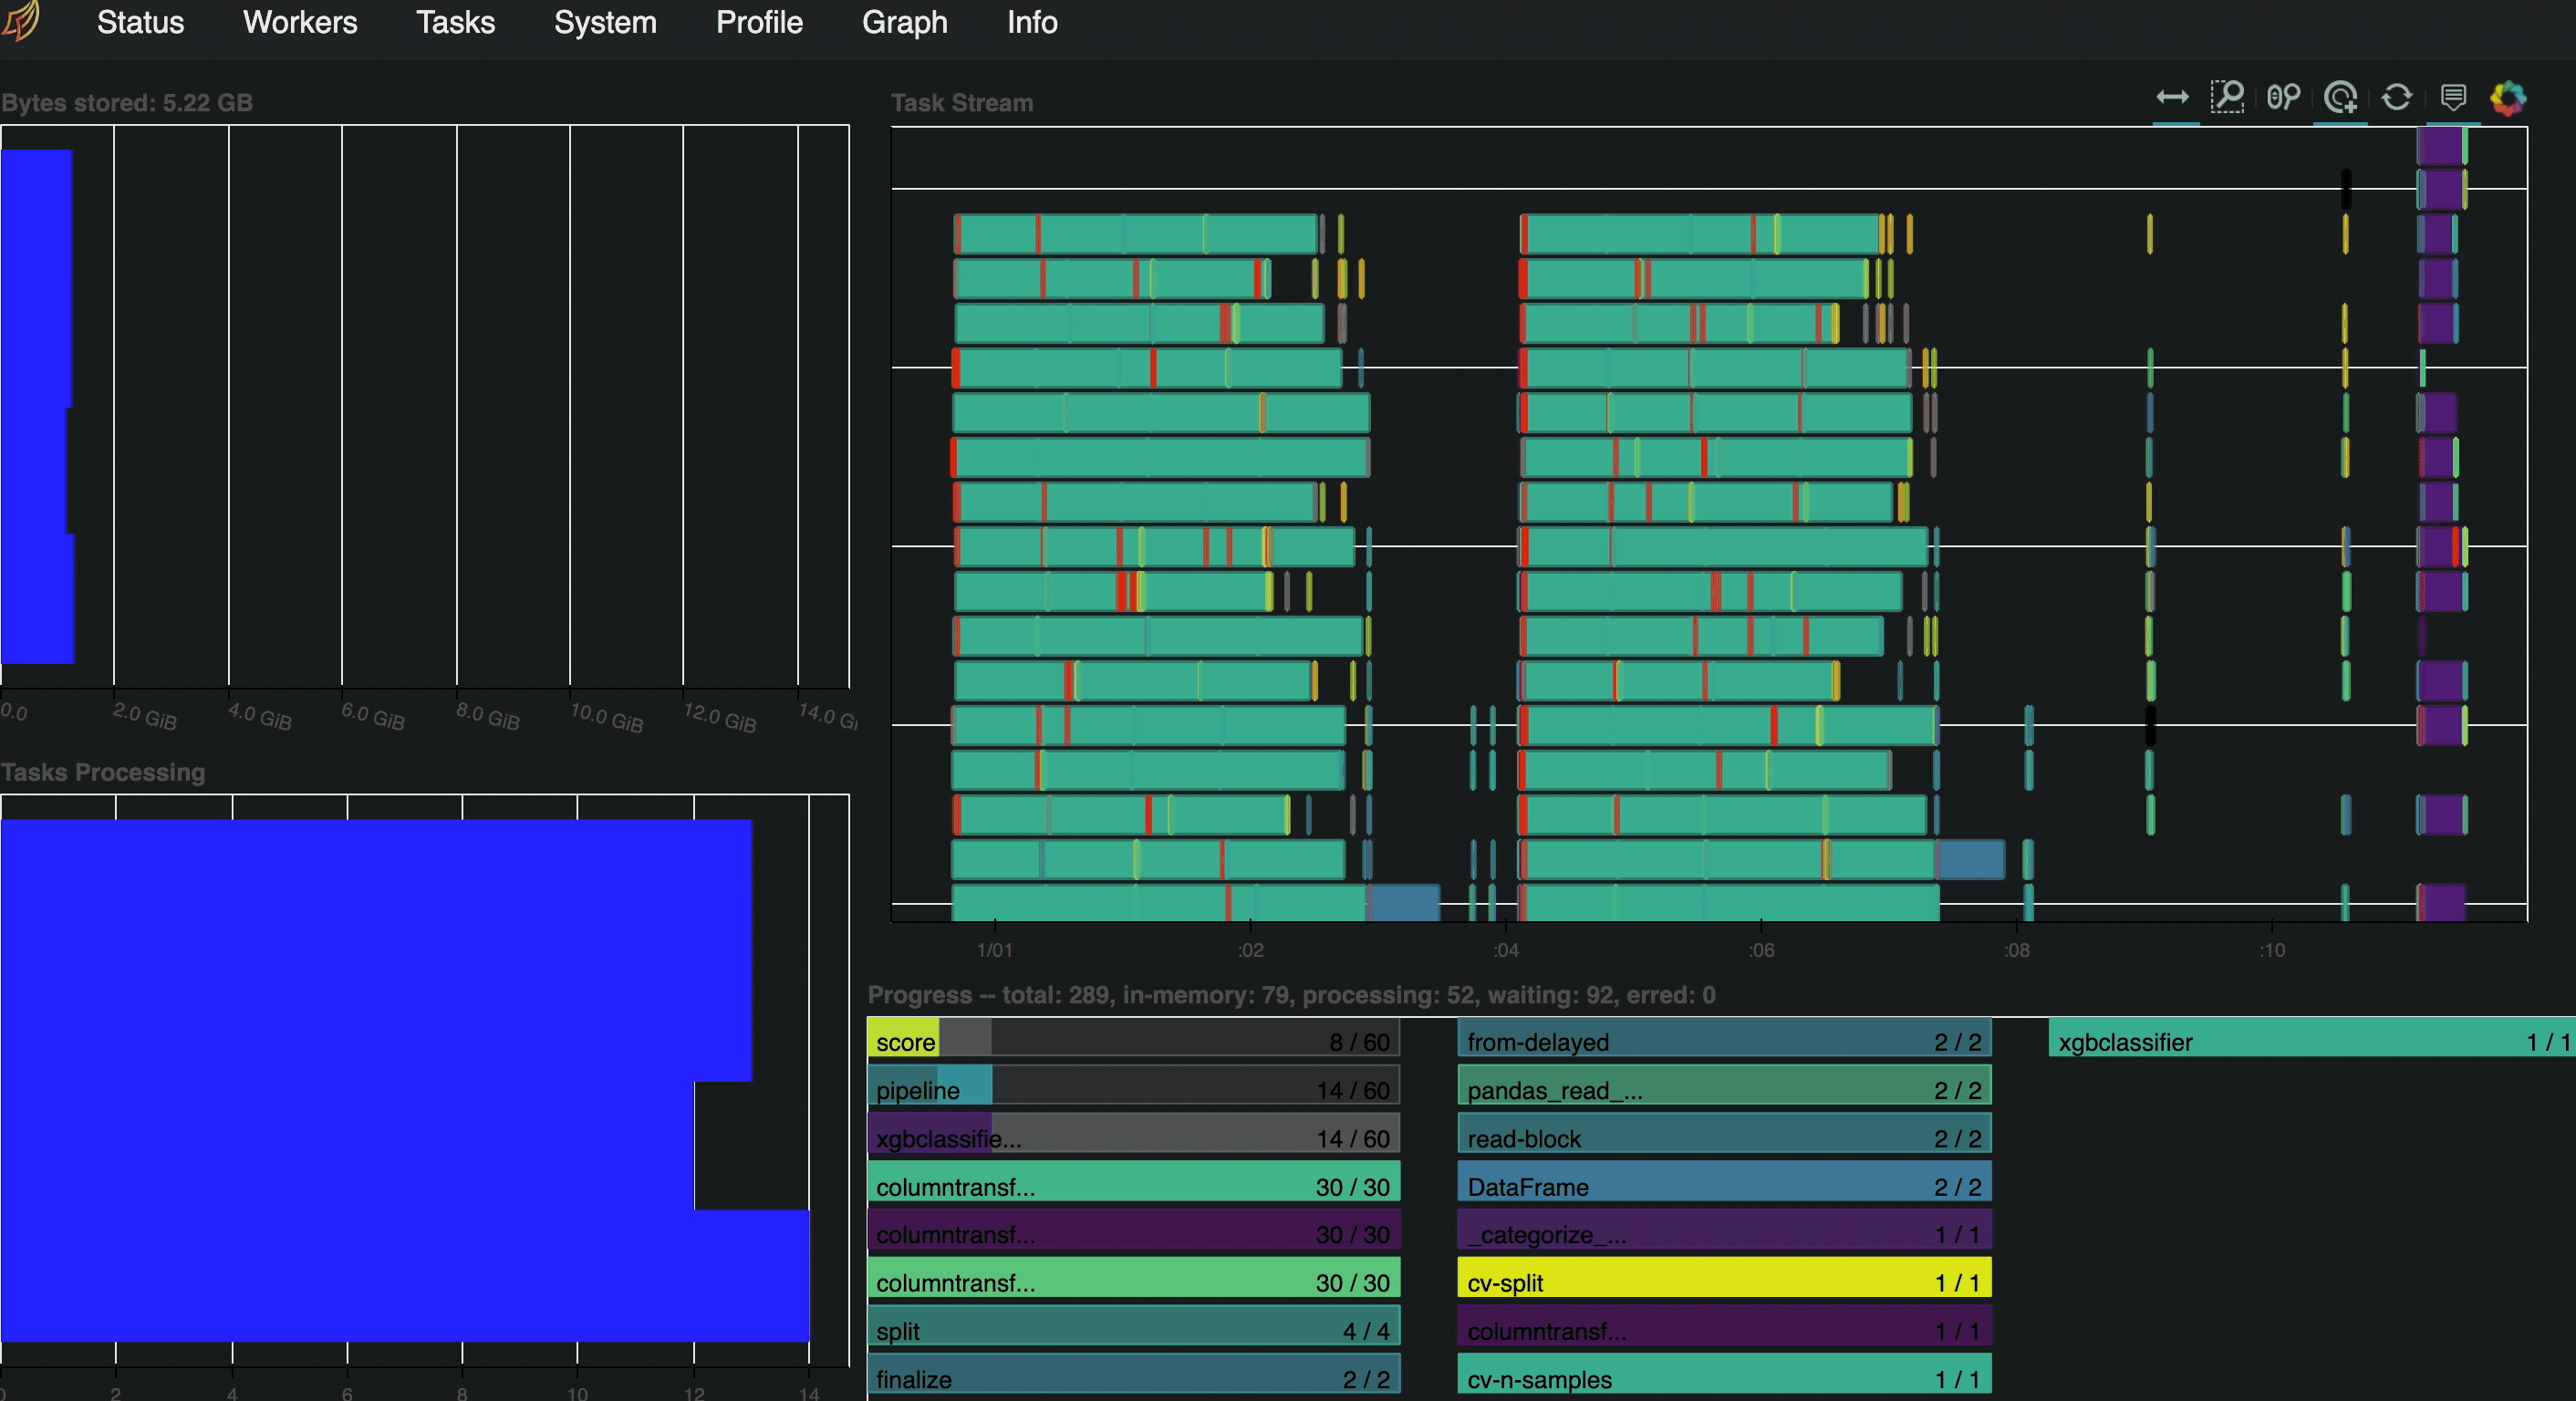 Status Workers Tasks System Profile Graph Info
Bytes stored: 5.22 GB
0.0 2.0 GiB 4.0 GiB 6.0 GiB 8.0 GiB 10.0 GiB 12.0 GiB 14.0 Gi
Tasks Processing
0 2 4 6 8 10 12 14
Task Stream
1/01 :02 :04 :06 :08 :10
Progress -- total: 289, in-memory: 79, processing: 52, waiting: 92, erred: 0
score 8 / 60
pipeline 14 / 60
xgbclassifie... 14 / 60
columntransf... 30 / 30
columntransf... 30 / 30
columntransf... 30 / 30
split 4 / 4
finalize 2 / 2
from-delayed 2 / 2
pandas_read_... 2 / 2
read-block 2 / 2
DataFrame 2 / 2
_categorize_... 1 / 1
cv-split 1 / 1
columntransf... 1 / 1
cv-n-samples 1 / 1
xgbclassifier 1 / 1